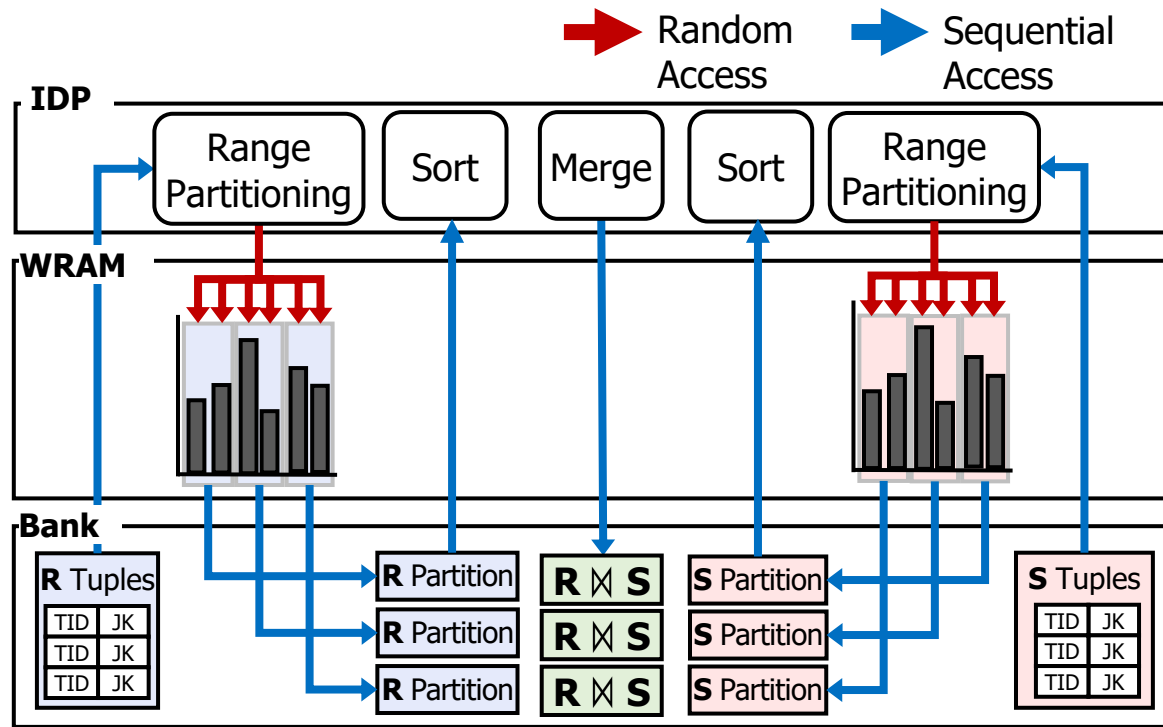 Random
Access
Sequential
Access
IDP
Range
Partitioning
Sort
Merge
Sort
Range
Partitioning
WRAM
Bank
R Tuples
TID JK
TID JK
TID JK
R Partition
R Partition
R Partition
R ⋈ S
R ⋈ S
R ⋈ S
S Partition
S Partition
S Partition
S Tuples
TID JK
TID JK
TID JK